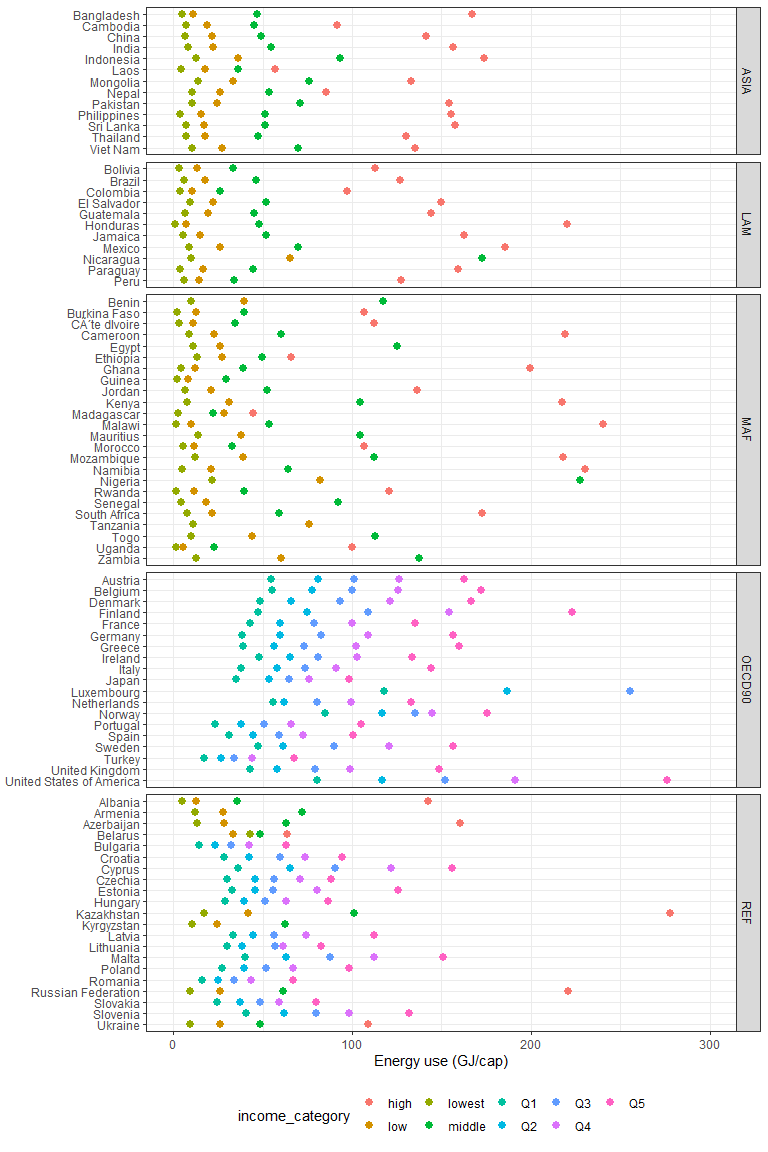 Bangladesh
Cambodia
China
India
Indonesia
Laos
Mongolia
Nepal
Pakistan
Philippines
Sri Lanka
Thailand
Viet Nam
ASIA
Bolivia
Brazil
Colombia
El Salvador
Guatemala
Honduras
Jamaica
Mexico
Nicaragua
Paraguay
Peru
LAM
Benin
Burkina Faso
CÃ´te dIvoire
Cameroon
Egypt
Ethiopia
Ghana
Guinea
Jordan
Kenya
Madagascar
Malawi
Mauritius
Morocco
Mozambique
Namibia
Nigeria
Rwanda
Senegal
South Africa
Tanzania
Togo
Uganda
Zambia
MAF
Austria
Belgium
Denmark
Finland
France
Germany
Greece
Ireland
Italy
Japan
Luxembourg
Netherlands
Norway
Portugal
Spain
Sweden
Turkey
United Kingdom
United States of America
OECD90
Albania
Armenia
Azerbaijan
Belarus
Bulgaria
Croatia
Cyprus
Czechia
Estonia
Hungary
Kazakhstan
Kyrgyzstan
Latvia
Lithuania
Malta
Poland
Romania
Russian Federation
Slovakia
Slovenia
Ukraine
REF
0 100 200 300
Energy use (GJ/cap)
income_category
high lowest Q1 Q3 Q5
low middle Q2 Q4